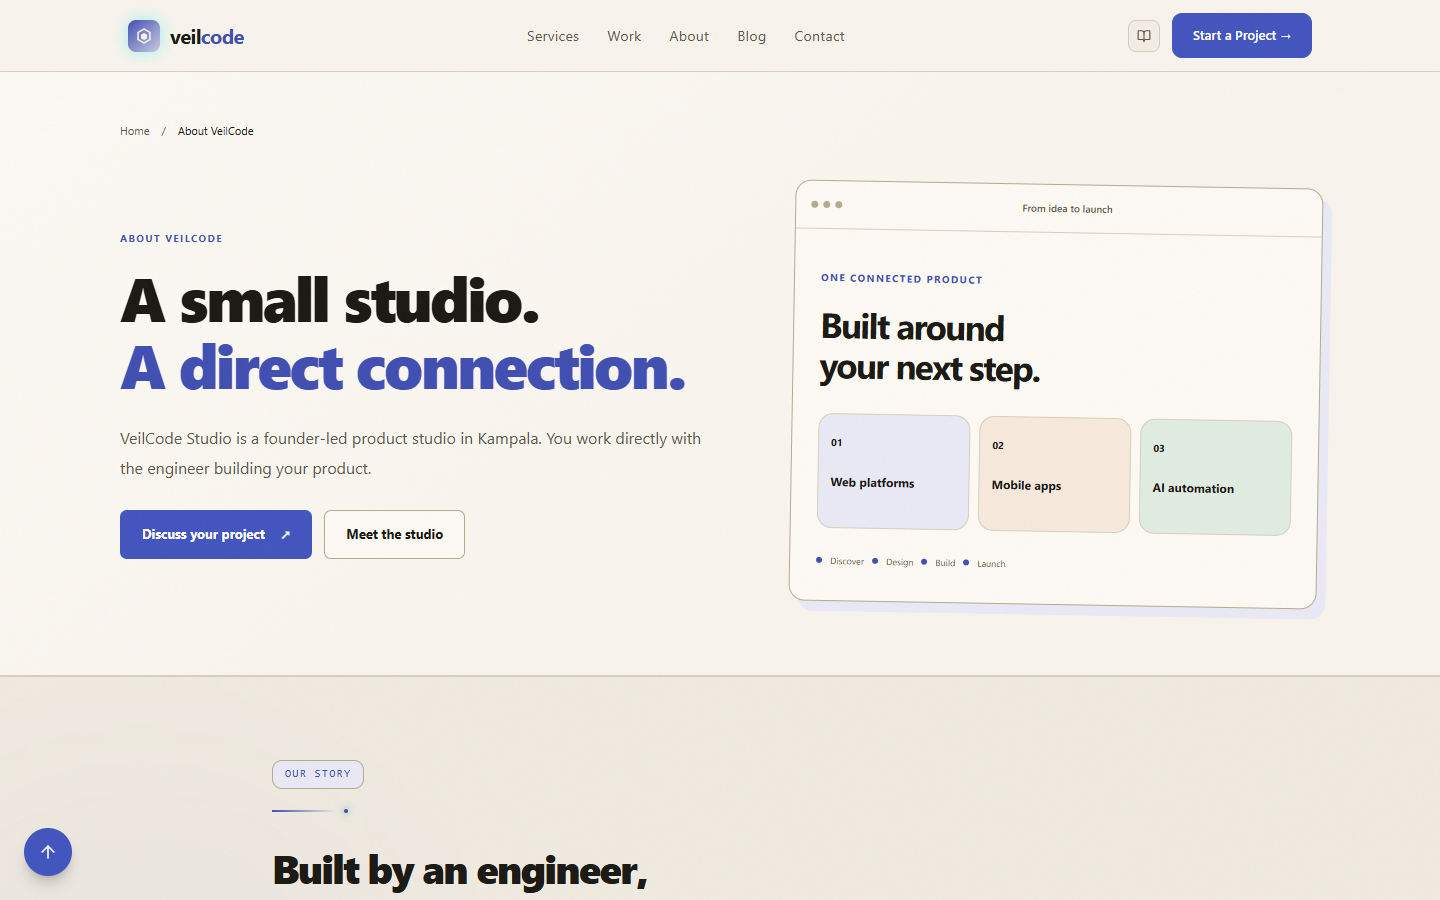 veilcode
Services
Work
About
Blog
Contact
Start a Project →
Home / About VeilCode
ABOUT VEILCODE
A small studio.
A direct connection.
VeilCode Studio is a founder-led product studio in Kampala. You work directly with
the engineer building your product.
Discuss your project ↗
Meet the studio
From idea to launch
ONE CONNECTED PRODUCT
Built around
your next step.
01
Web platforms
02
Mobile apps
03
AI automation
Discover
Design
Build
Launch
OUR STORY
Built by an engineer,